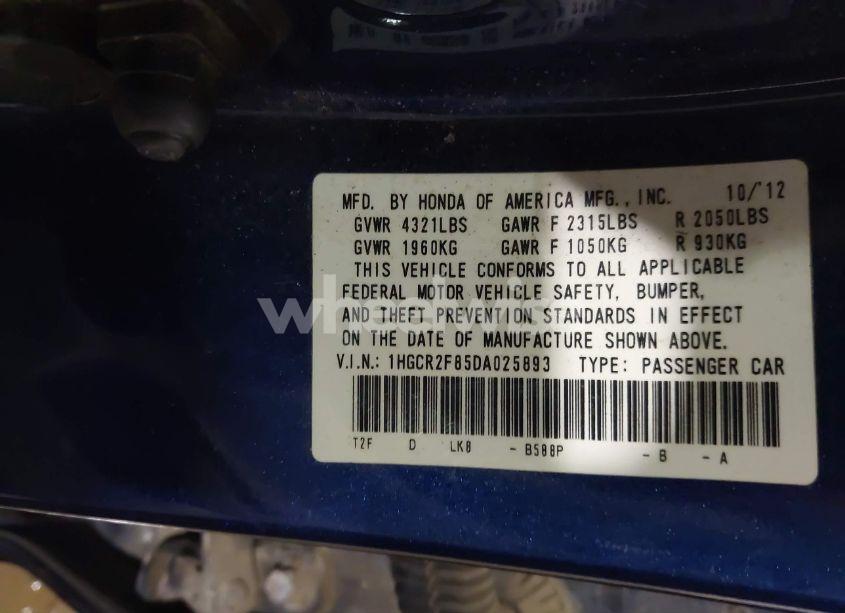 MFD. BY HONDA OF AMERICA MFG., INC. 10/'12
GVWR 4321LBS GAWR F 2315LBS R 2050LBS
GVWR 1960KG GAWR F 1050KG R 930KG
THIS VEHICLE CONFORMS TO ALL APPLICABLE
FEDERAL MOTOR VEHICLE SAFETY, BUMPER,
AND THEFT PREVENTION STANDARDS IN EFFECT
ON THE DATE OF MANUFACTURE SHOWN ABOVE.
V.I.N.: 1HGCR2F85DA025893 TYPE: PASSENGER CAR
T2F D LK8 - B588P - B - A